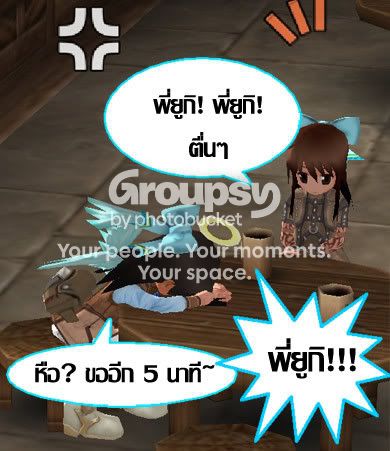 พี่ยูกิ! พี่ยูกิ!
ตื่นๆ
Groupsy
by photobucket
Your people. Your moments.
Your space.
หือ? ขออีก 5 นาที~
พี่ยูกิ!!!